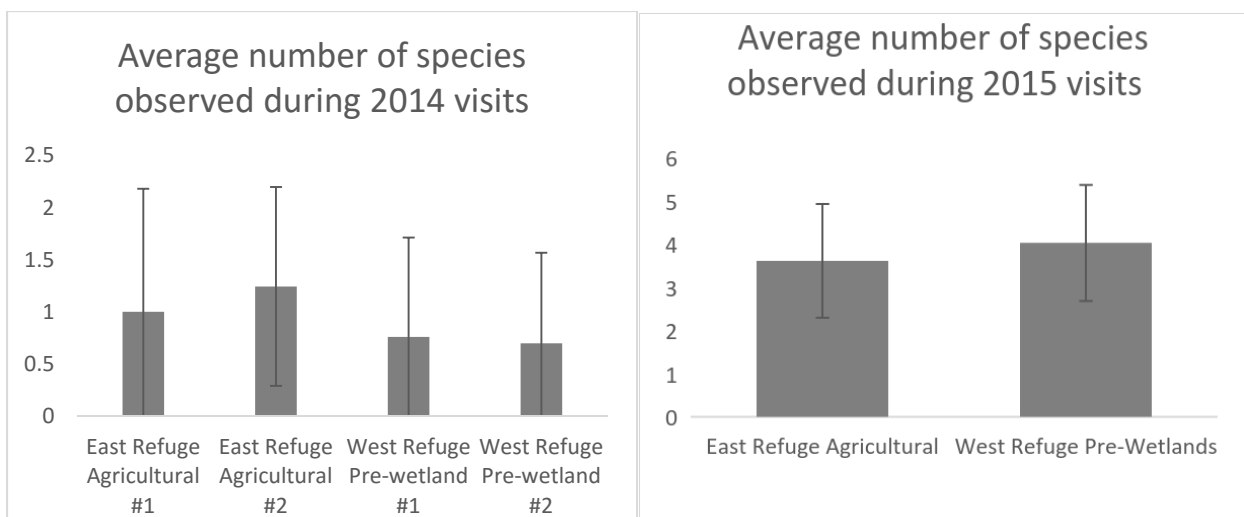 Average number of species
observed during 2014 visits
2.5
2
1.5
1
0.5
0
East Refuge
Agricultural
#1
East Refuge
Agricultural
#2
West Refuge
Pre-wetland
#1
West Refuge
Pre-wetland
#2
Average number of species
observed during 2015 visits
6
5
4
3
2
1
0
East Refuge Agricultural
West Refuge Pre-Wetlands